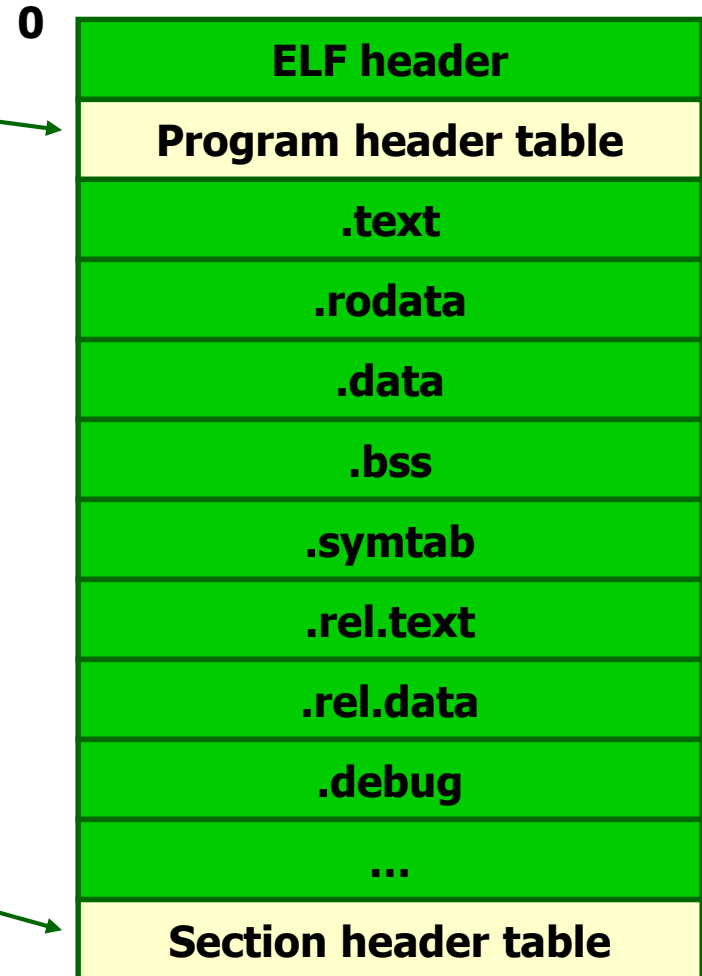 0
ELF header
Program header table
.text
.rodata
.data
.bss
.symtab
.rel.text
.rel.data
.debug
...
Section header table